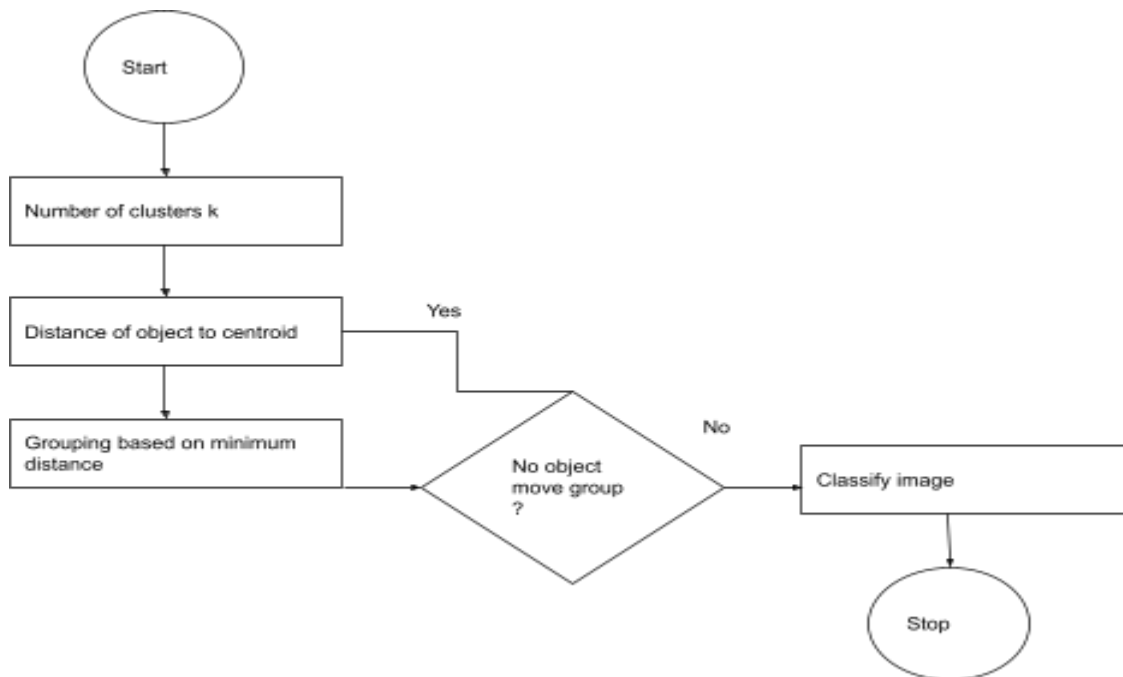 Start
Number of clusters k
Distance of object to centroid
Yes
Grouping based on minimum
distance
No object
move group
?
No
Classify image
Stop